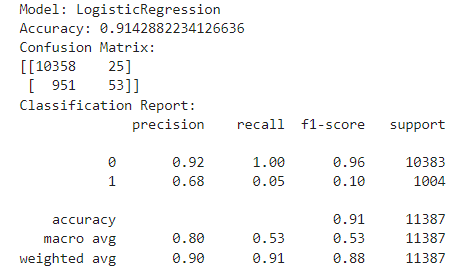 Model: LogisticRegression
Accuracy: 0.9142882234126636
Confusion Matrix:
[[10358    25]
 [  951    53]]
Classification Report:
              precision    recall  f1-score   support

           0       0.92      1.00      0.96     10383
           1       0.68      0.05      0.10      1004

    accuracy                           0.91     11387
   macro avg       0.80      0.53      0.53     11387
weighted avg       0.90      0.91      0.88     11387